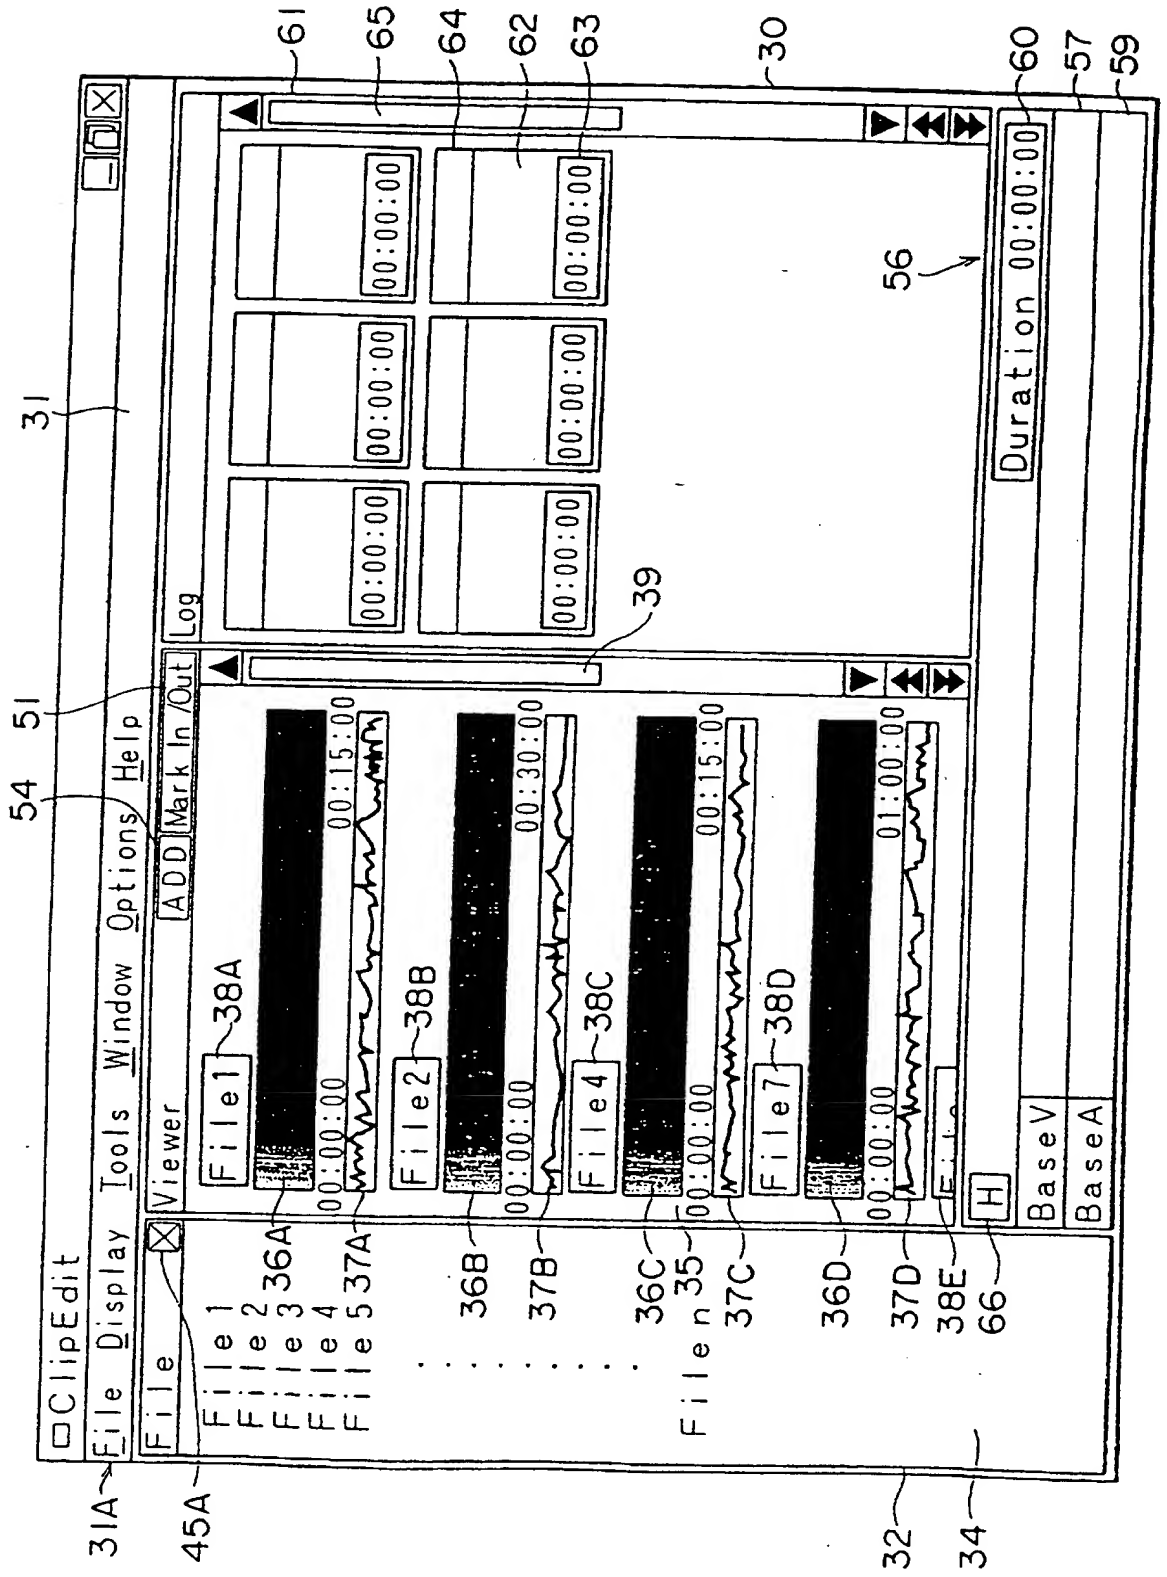 54
51
31
ClipEdit
31A
File Display Tools Window Options Help
45A
File
Viewer
ADD
Mark In/Out
Log
61
65
64
62
63
30
File 1
File 2
File 3
File 4
File 5
File n
File1
38A
36A
00:00:00
00:15:00
37A
File2
38B
36B
00:00:00
00:30:00
37B
File4
38C
36C
35
00:00:00
00:15:00
37C
File7
38D
36D
00:00:00
01:00:00
37D
38E
39
00:00:00
00:00:00
00:00:00
00:00:00
00:00:00
00:00:00
56
66
H
Duration 00:00:00
60
BaseV
57
BaseA
59
32
34